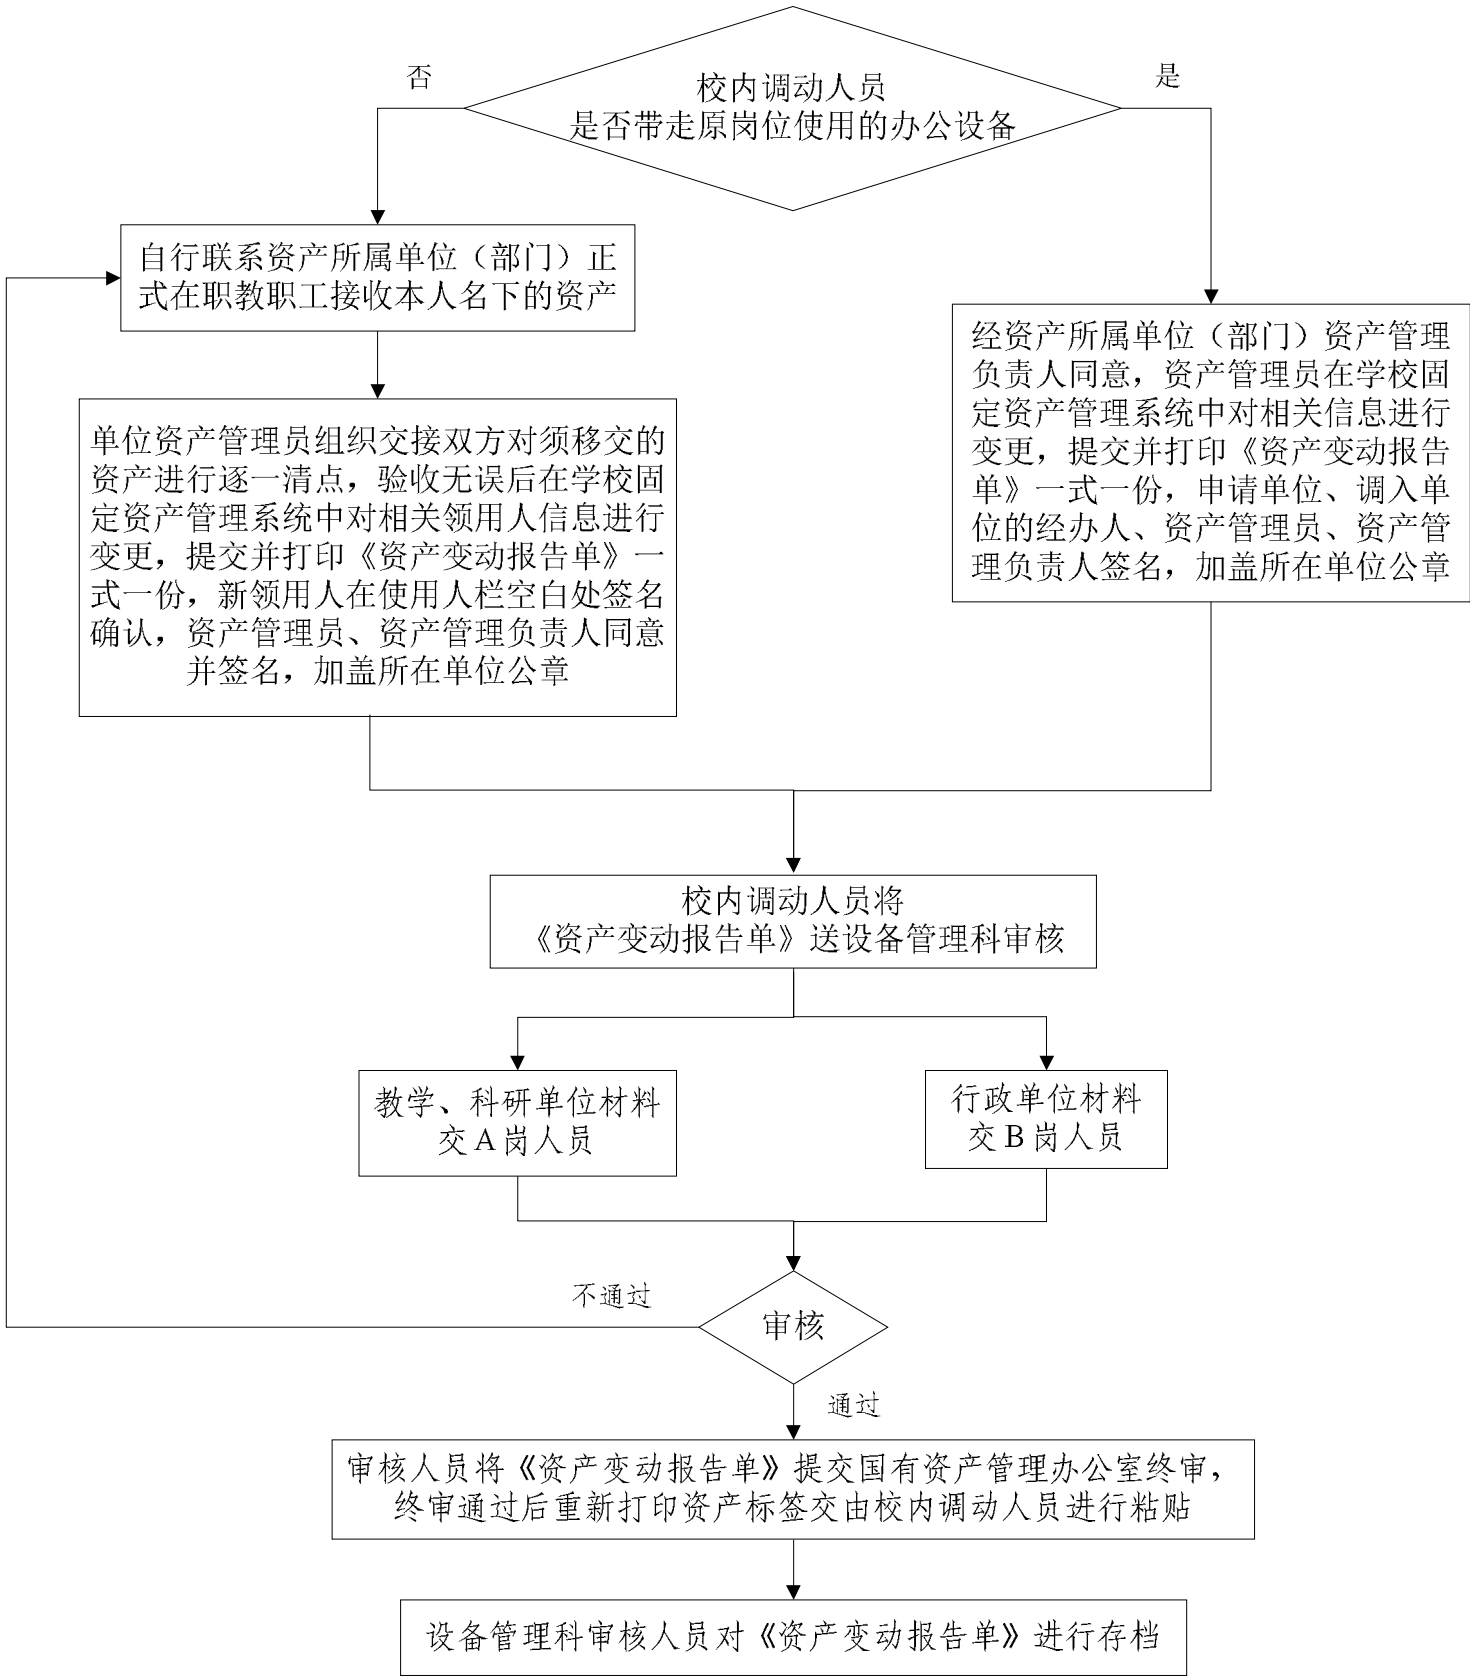 校内调动人员
是否带走原岗位使用的办公设备
否
是
自行联系资产所属单位（部门）正
式在职教职工接收本人名下的资产
经资产所属单位（部门）资产管理
负责人同意，资产管理员在学校固
定资产管理系统中对相关信息进行
变更，提交并打印《资产变动报告
单》一式一份，申请单位、调入单
位的经办人、资产管理员、资产管
理负责人签名，加盖所在单位公章
单位资产管理员组织交接双方对须移交的
资产进行逐一清点，验收无误后在学校固
定资产管理系统中对相关领用人信息进行
变更，提交并打印《资产变动报告单》一
式一份，新领用人在使用人栏空白处签名
确认，资产管理员、资产管理负责人同意
并签名，加盖所在单位公章
校内调动人员将
《资产变动报告单》送设备管理科审核
教学、科研单位材料
交A岗人员
行政单位材料
交B岗人员
不通过
审核
通过
审核人员将《资产变动报告单》提交国有资产管理办公室终审，
终审通过后重新打印资产标签交由校内调动人员进行粘贴
设备管理科审核人员对《资产变动报告单》进行存档